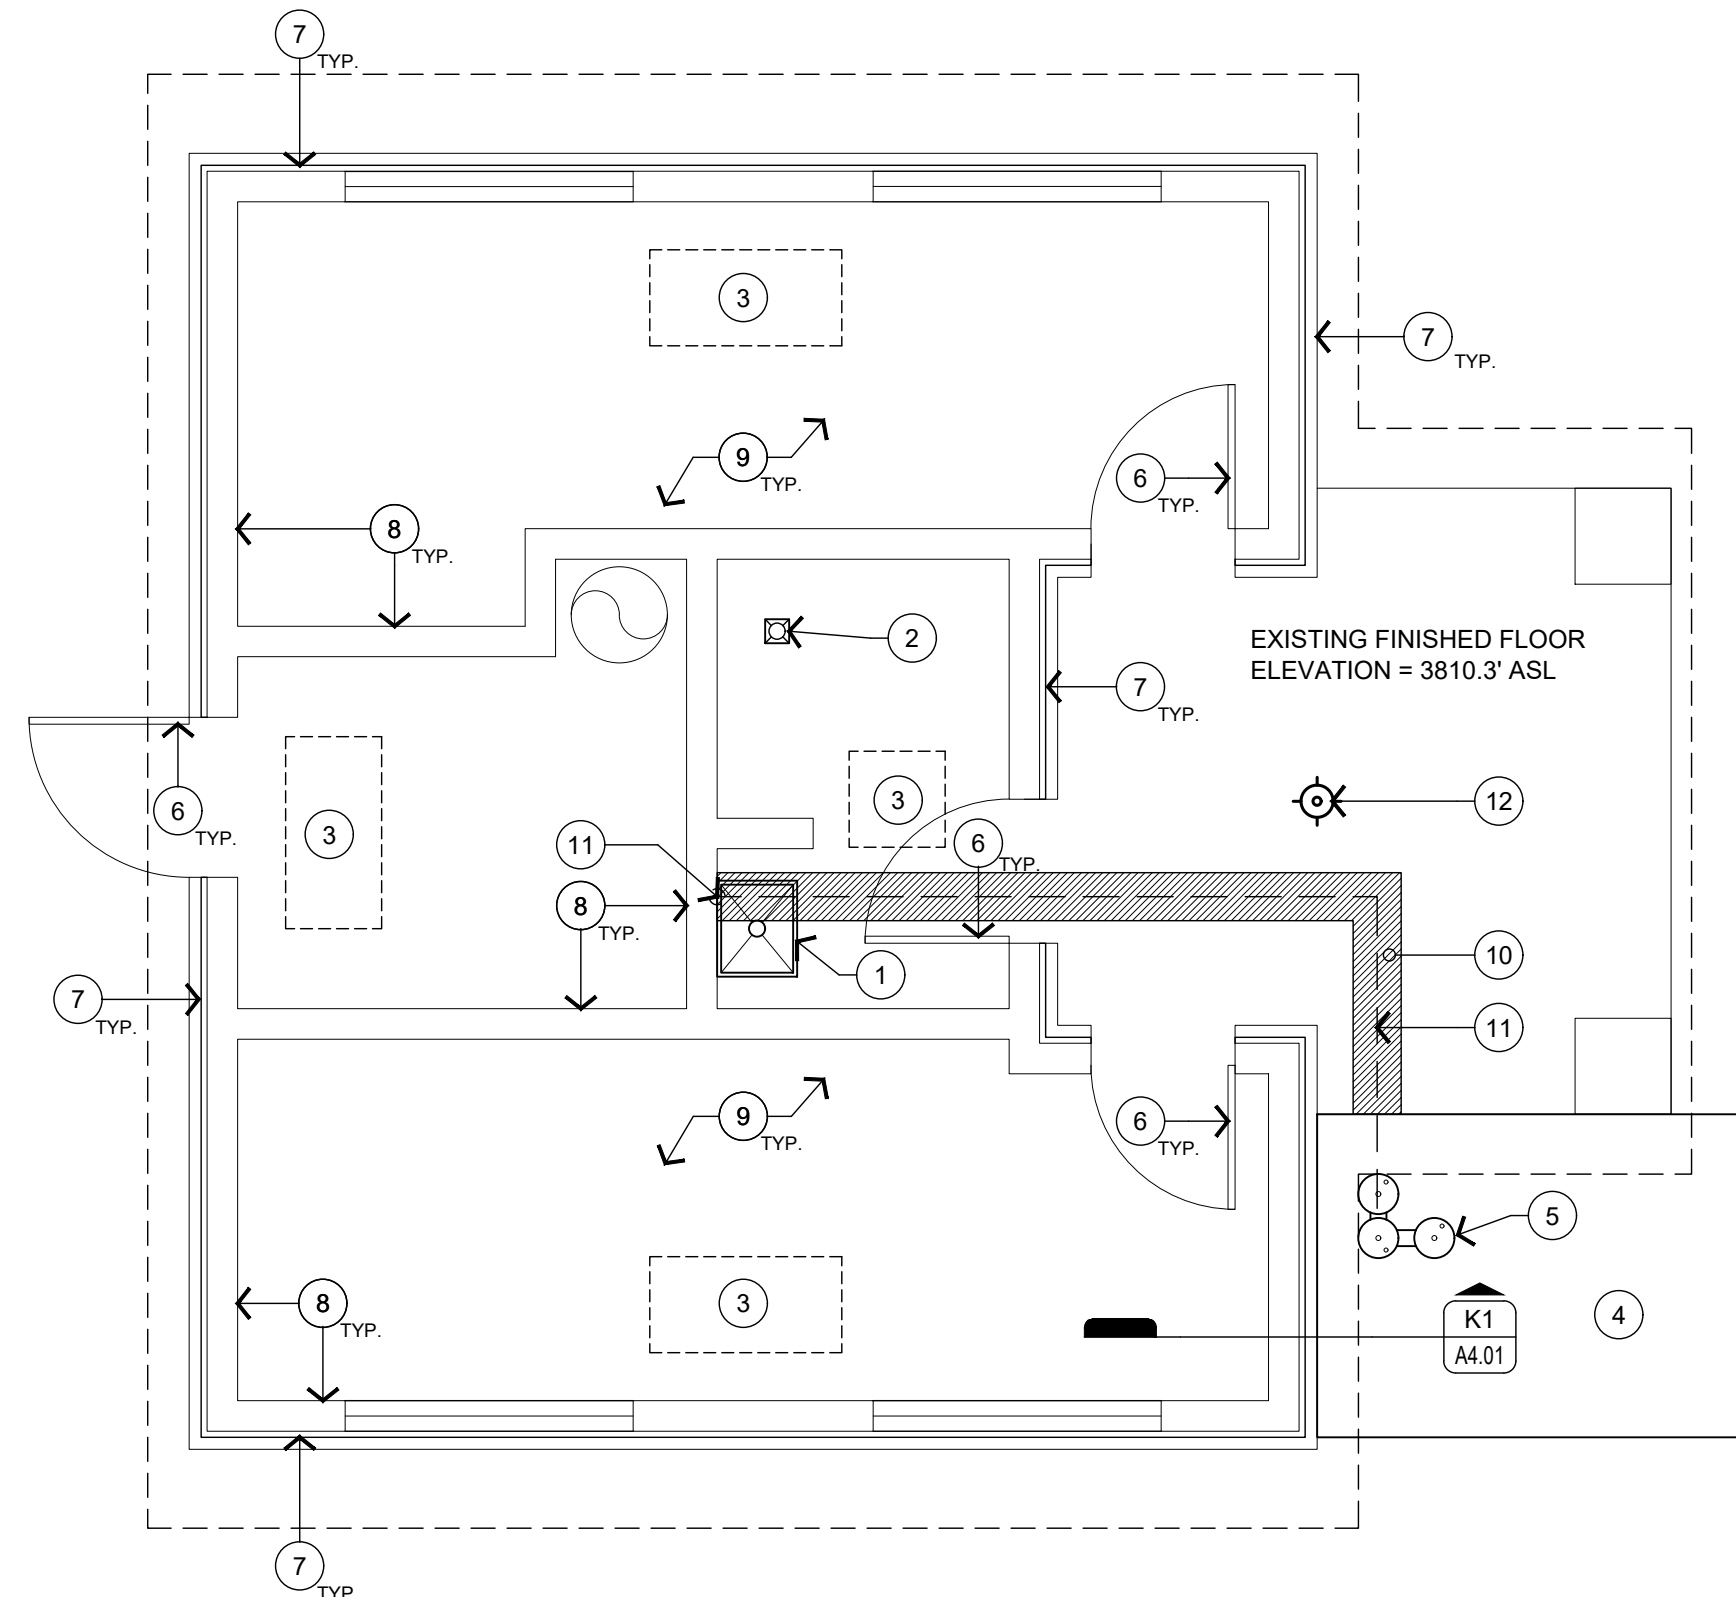 7
TYP.
3
7
TYP.
9
TYP.
6
TYP.
8
TYP.
2
EXISTING FINISHED FLOOR
ELEVATION = 3810.3' ASL
7
TYP.
6
TYP.
3
3
12
11
6
TYP.
8
TYP.
1
10
7
TYP.
11
9
TYP.
6
TYP.
5
8
TYP.
3
K1
A4.01
4
7
TYP.